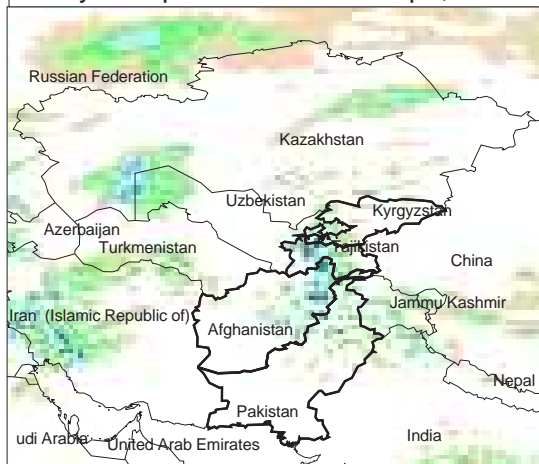 Russian Federation
Kazakhstan
Uzbekistan
Kyrgyzstan
Azerbaijan
Turkmenistan
Tajikistan
China
Jammu Kashmir
Iran (Islamic Republic of)
Afghanistan
Nepal
Pakistan
udi Arabia
United Arab Emirates
India